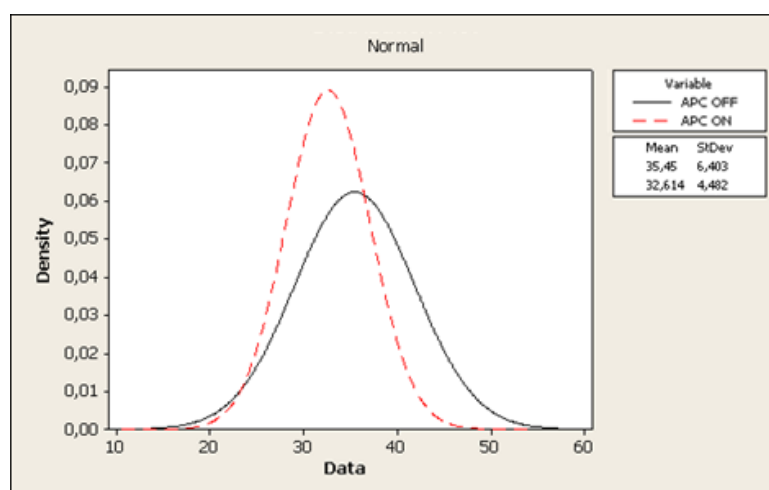 Normal
0,09
0,08
0,07
0,06
0,05
0,04
0,03
0,02
0,01
0,00
Density
10 20 30 40 50 60
Data
Variable
APC OFF
APC ON
Mean StDev
35,45 6,403
32,614 4,482